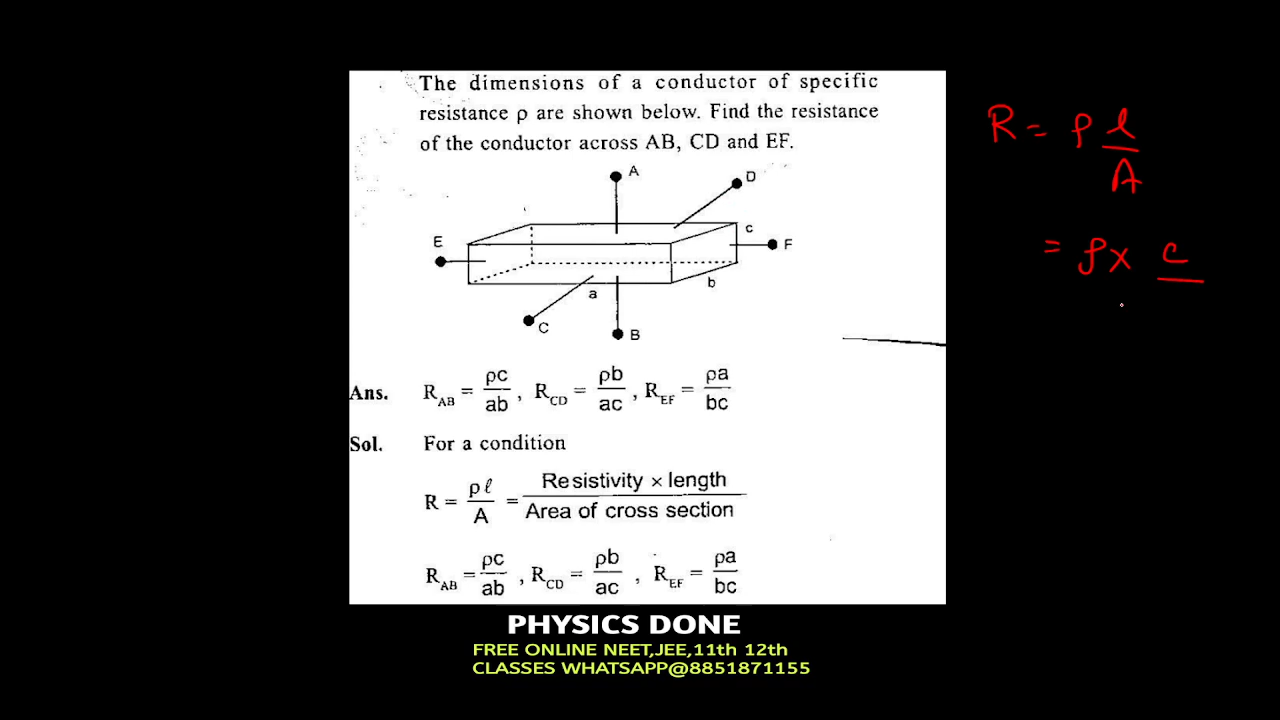 The dimensions of a conductor of specific
resistance ρ are shown below. Find the resistance
of the conductor across AB, CD and EF.
A
D
c
E
F
b
a
C
B
Ans. R_AB = ρc/ab , R_CD = ρb/ac , R_EF = ρa/bc
Sol. For a condition
R = ρℓ/A = Resistivity × length/Area of cross section
R_AB = ρc/ab , R_CD = ρb/ac , R_EF = ρa/bc
R = ρ l/A
= ρ x c
PHYSICS DONE
FREE ONLINE NEET,JEE,11th 12th
CLASSES WHATSAPP@8851871155